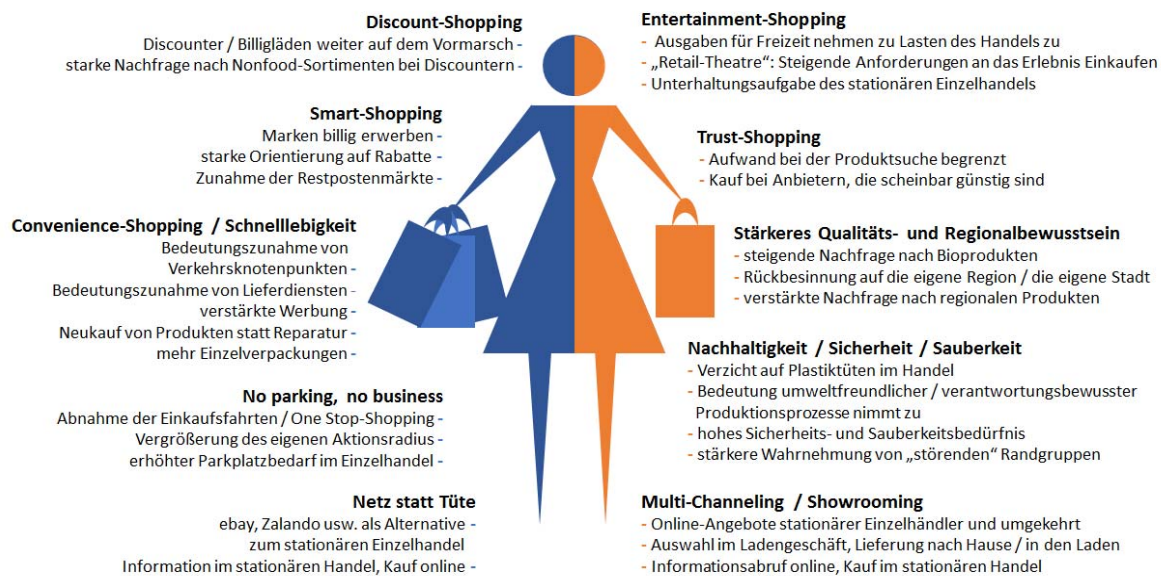 Discount-Shopping
Discounter / Billigläden weiter auf dem Vormarsch -
starke Nachfrage nach Nonfood-Sortimenten bei Discountern -
Smart-Shopping
Marken billig erwerben -
starke Orientierung auf Rabatte -
Zunahme der Restpostenmärkte -
Convenience-Shopping / Schnelllebigkeit
Bedeutungszunahme von
Verkehrsknotenpunkten -
Bedeutungszunahme von Lieferdiensten -
verstärkte Werbung -
Neukauf von Produkten statt Reparatur -
mehr Einzelverpackungen -
No parking, no business
Abnahme der Einkaufsfahrten / One Stop-Shopping -
Vergrößerung des eigenen Aktionsradius -
erhöhter Parkplatzbedarf im Einzelhandel -
Netz statt Tüte
ebay, Zalando usw. als Alternative -
zum stationären Einzelhandel
Information im stationären Handel, Kauf online -
Entertainment-Shopping
- Ausgaben für Freizeit nehmen zu Lasten des Handels zu
- „Retail-Theatre“: Steigende Anforderungen an das Erlebnis Einkaufen
- Unterhaltungsaufgabe des stationären Einzelhandels
Trust-Shopping
- Aufwand bei der Produktsuche begrenzt
- Kauf bei Anbietern, die scheinbar günstig sind
Stärkeres Qualitäts- und Regionalbewusstsein
- steigende Nachfrage nach Bioprodukten
- Rückbesinnung auf die eigene Region / die eigene Stadt
- verstärkte Nachfrage nach regionalen Produkten
Nachhaltigkeit / Sicherheit / Sauberkeit
- Verzicht auf Plastiktüten im Handel
- Bedeutung umweltfreundlicher / verantwortungsbewusster
Produktionsprozesse nimmt zu
- hohes Sicherheits- und Sauberkeitsbedürfnis
- stärkere Wahrnehmung von „störenden“ Randgruppen
Multi-Channeling / Showrooming
- Online-Angebote stationärer Einzelhändler und umgekehrt
- Auswahl im Ladengeschäft, Lieferung nach Hause / in den Laden
- Informationsabruf online, Kauf im stationären Handel